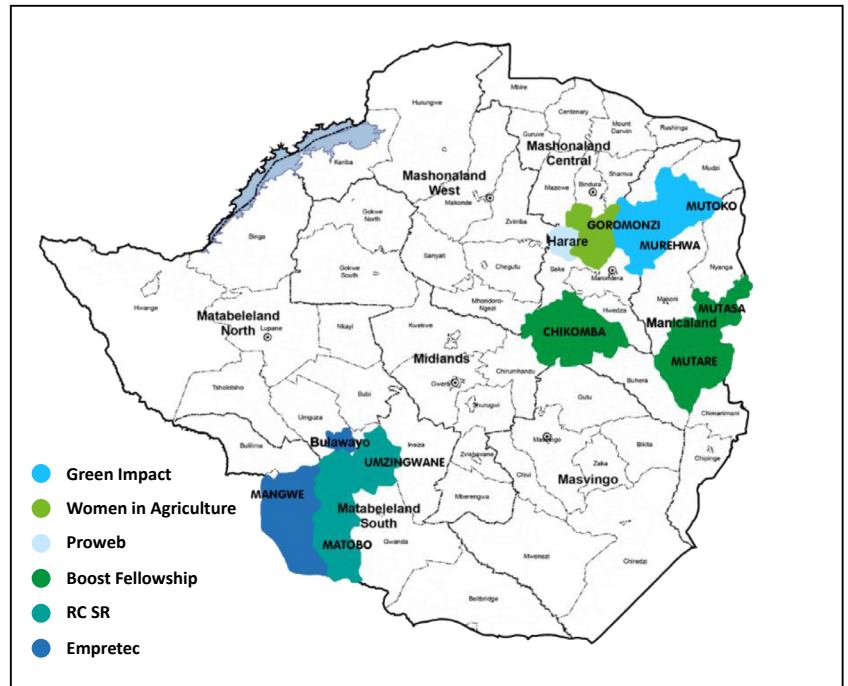 Mbire
Hurungwe
Centenary
Mount
Darvin
Rushinga
Guruve
Mashonaland
Central
Kariba
Shamva
Mudzi
Mashonaland
West
Mazowe
Bindura
Makonde
MUTOKO
Gokwe
North
Zvimba
GOROMONZI
Binga
Harare
MUREHWA
Sanyati
Gokwe
South
Chegutu
Seke
Marondera
Nyanga
Hwange
Mhondoro-
Ngezi
Makoni
MUTASA
Hwedza
Matabeleland
North
Lupane
Nkayi
Kwekwe
CHIKOMBA
Manicaland
MUTARE
Midlands
Gweru
Chirumhanzu
Tsholotsho
Bubi
Shurugwi
Buhera
Gutu
Umguza
Chimanimani
Bulilima
Bulawayo
Insiza
Masvingo
Bikita
UMZINGWANE
Zvishavane
Zaka
Chipinge
Green Impact
Chivi
Masvingo
MANGWE
Mberengwa
Women in Agriculture
Matabeleland
South
Proweb
Gwanda
MATOBO
Mwenezi
Chiredzi
Boost Fellowship
Beitbridge
RC SR
Empretec